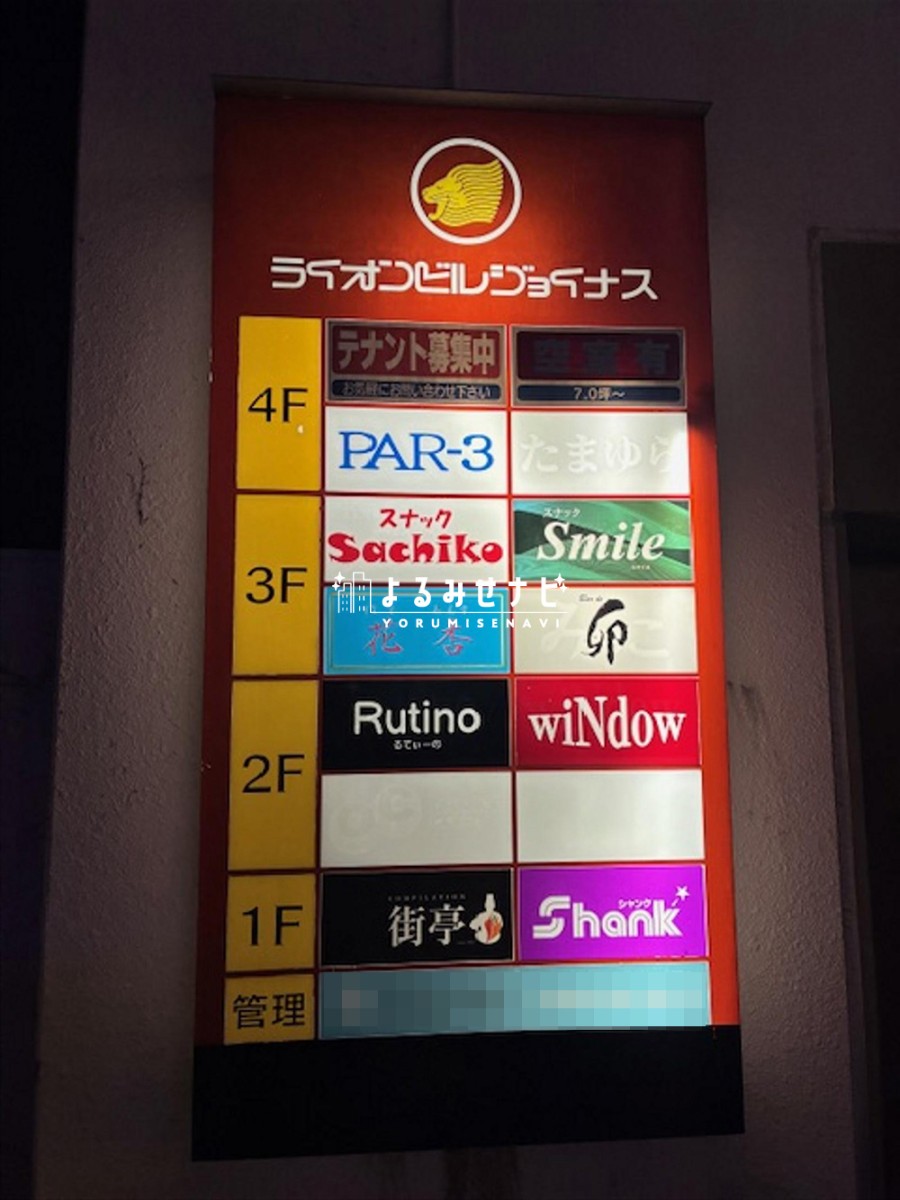 ライオンビルジョイナス
4F
テナント募集中
お気軽にお問い合わせ下さい
空室有
7.0坪〜
PAR-3
たまゆら
3F
スナック
Sachiko
スナック
Smile
よるみせナビ
YORUMISENAVI
花杏
卯
2F
Rutino
るてぃーの
wiNdow
1F
COMPILATION
街亭
シャンク
Shank
管理